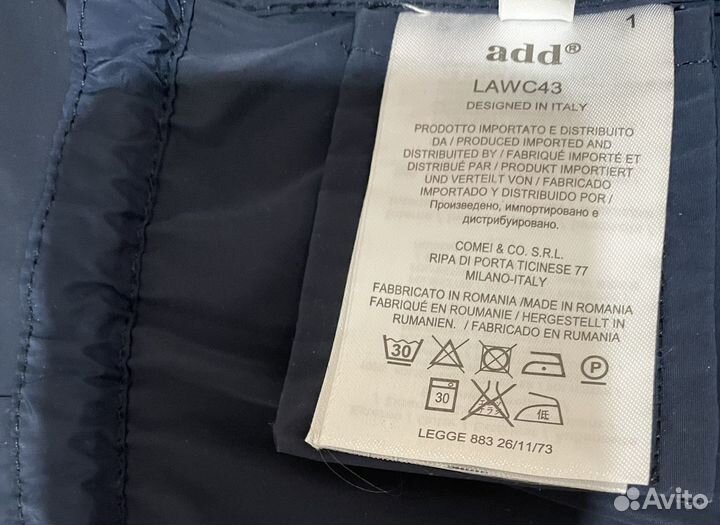 1
add®
LAWC43
DESIGNED IN ITALY
PRODOTTO IMPORTATO E DISTRIBUITO
DA / PRODUCED IMPORTED AND
DISTRIBUITED BY / FABRIQUÉ IMPORTÉ ET
DISTRIBUÉ PAR / PRODUKT IMPORTIERT
UND VERTEILT VON / FABRICADO
IMPORTADO Y DISTRIBUIDO POR /
Произведено, импортировано е
дистрибуировано.
COMEI & CO. S.R.L.
RIPA DI PORTA TICINESE 77
MILANO-ITALY
FABBRICATO IN ROMANIA /MADE IN ROMANIA
FABRIQUÉ EN ROUMANIE / HERGESTELLT IN
RUMANIEN. / FABRICADO EN RUMANIA
30 P
30 低
LEGGE 883 26/11/73
Avito